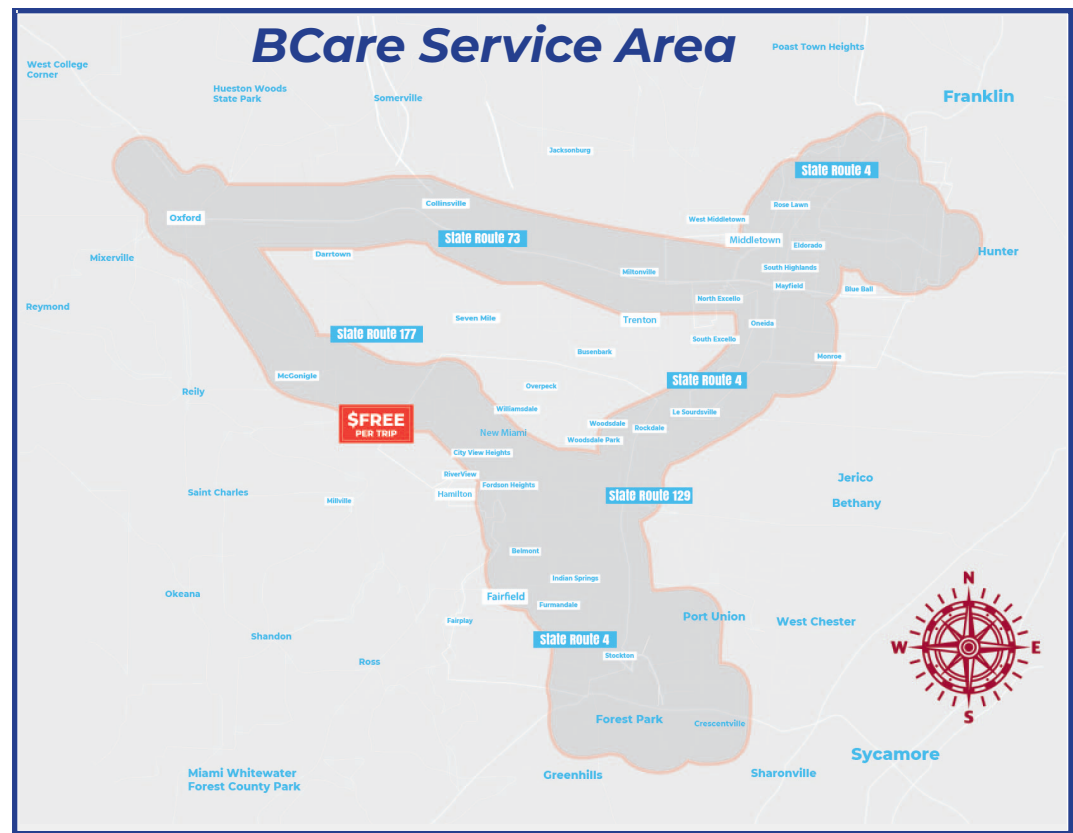 BCare Service Area
Poast Town Heights
West College
Corner
Hueston Woods
State Park
Somerville
Franklin
Jacksonburg
State Route 4
Collinsville
Rose Lawn
Oxford
West Middletown
State Route 73
Middletown
Eldorado
Darrtown
Hunter
Mixerville
Miltonville
South Highlands
Mayfield
Blue Ball
North Excello
Reymond
Seven Mile
Trenton
Oneida
State Route 177
South Excello
Busenbark
Monroe
McGonigle
State Route 4
Overpeck
Reily
Williamsdale
Le Sourdsville
$FREE
PER TRIP
Woodsdale
Rockdale
New Miami
Woodsdale Park
City View Heights
RiverView
Jerico
Fordson Heights
Saint Charles
Hamilton
State Route 129
Millville
Bethany
Belmont
Indian Springs
N
Okeana
Fairfield
Furmandale
Port Union
West Chester
Fairplay
Shandon
State Route 4
W
E
Ross
Stockton
S
Forest Park
Crescentville
Sycamore
Miami Whitewater
Forest County Park
Greenhills
Sharonville